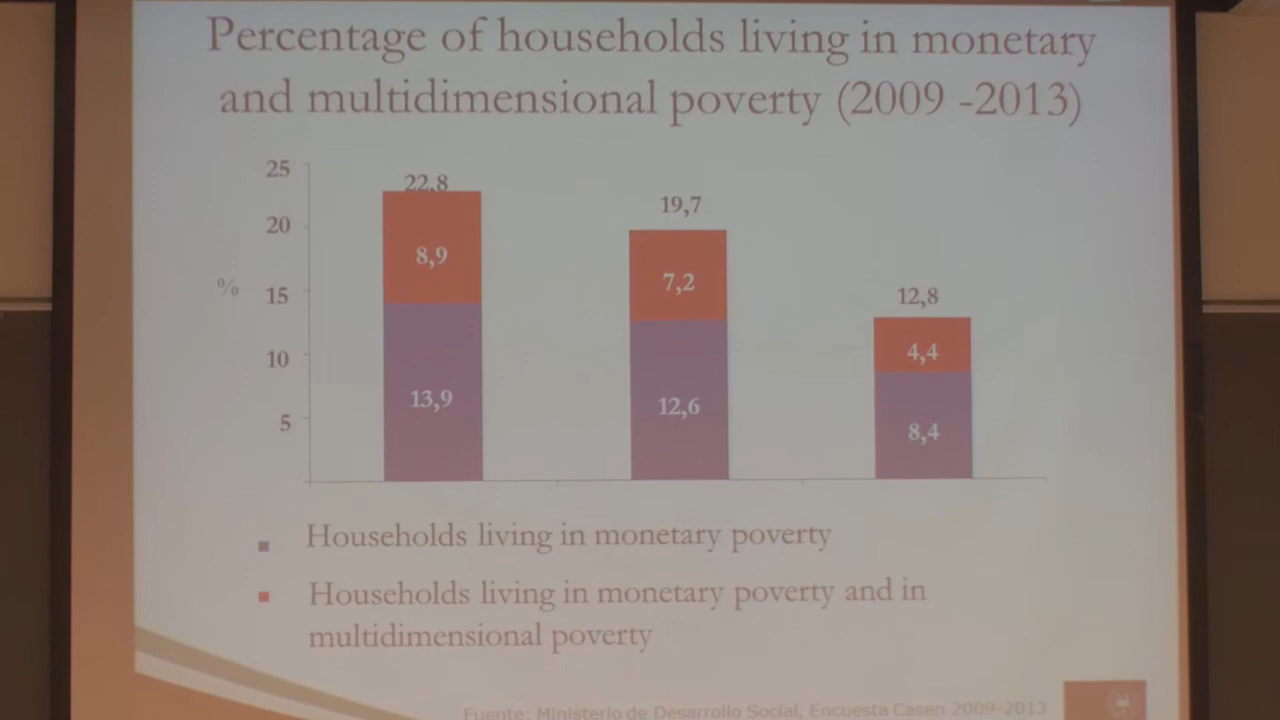 Percentage of households living in monetary
and multidimensional poverty (2009 -2013)
25
20
%
15
10
5
22,8
8,9
13,9
19,7
7,2
12,6
12,8
4,4
8,4
Households living in monetary poverty
Households living in monetary poverty and in
multidimensional poverty
Fuente: Ministerio de Desarrollo Social, Encuesta Casen 2009-2013